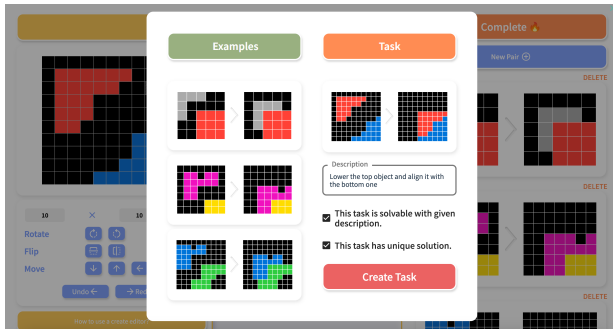 Examples
Task
Complete 🔥
New Pair ⊕
DELETE
Description
Lower the top object and align it with
the bottom one
DELETE
10 × 10
This task is solvable with given
description.
Rotate
This task has unique solution.
Flip
Move
Create Task
Undo ←
→ Red
DELETE
How to use a create editor